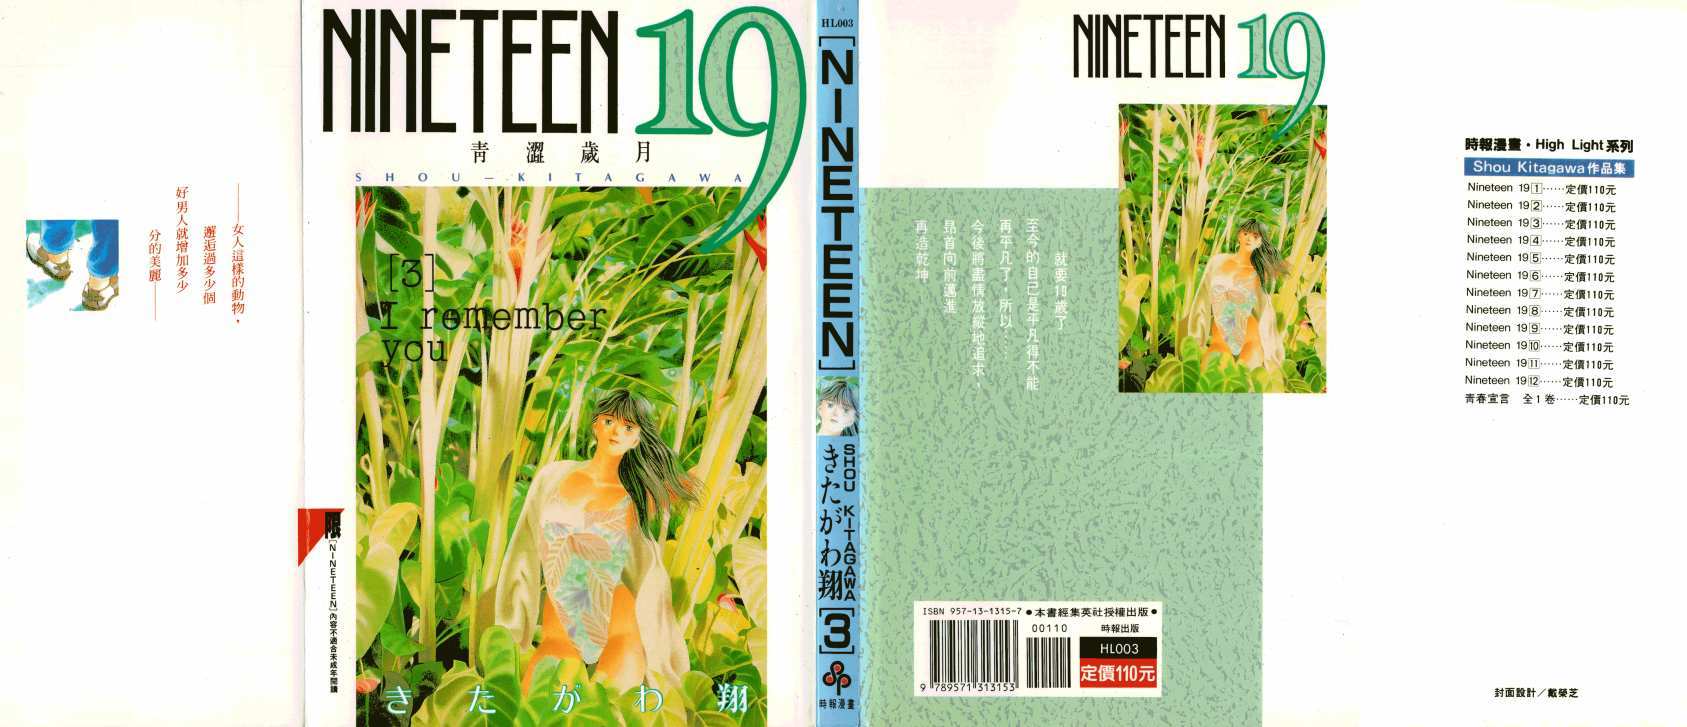 ——女人這樣的動物，
邂逅過多少個
好男人就增加多少
分的美麗——
NINETEEN 19
青澀歲月
SHOU—KITAGAWA
[3]
I remember
you
限
[NINETEEN]內容不適合未成年閱讀
きたがわ翔
HL003
[NINETEEN]
SHOU KITAGAWA
きたがわ翔
[3]
時報漫畫
NINETEEN 19
就要19歲了
至今的自己是平凡得不能
再平凡了，所以……
今後將盡情放縱地追求，
昂首向前邁進
再造乾坤
ISBN 957-13-1315-7
●本書經集英社授權出版●
00110
時報出版
HL003
定價110元
9 789571 313153
時報漫畫・High Light系列
Shou Kitagawa作品集
Nineteen 19[1]……定價110元
Nineteen 19[2]……定價110元
Nineteen 19[3]……定價110元
Nineteen 19[4]……定價110元
Nineteen 19[5]……定價110元
Nineteen 19[6]……定價110元
Nineteen 19[7]……定價110元
Nineteen 19[8]……定價110元
Nineteen 19[9]……定價110元
Nineteen 19[10]……定價110元
Nineteen 19[11]……定價110元
Nineteen 19[12]……定價110元
青春宣言 全1卷……定價110元
封面設計／戴榮芝